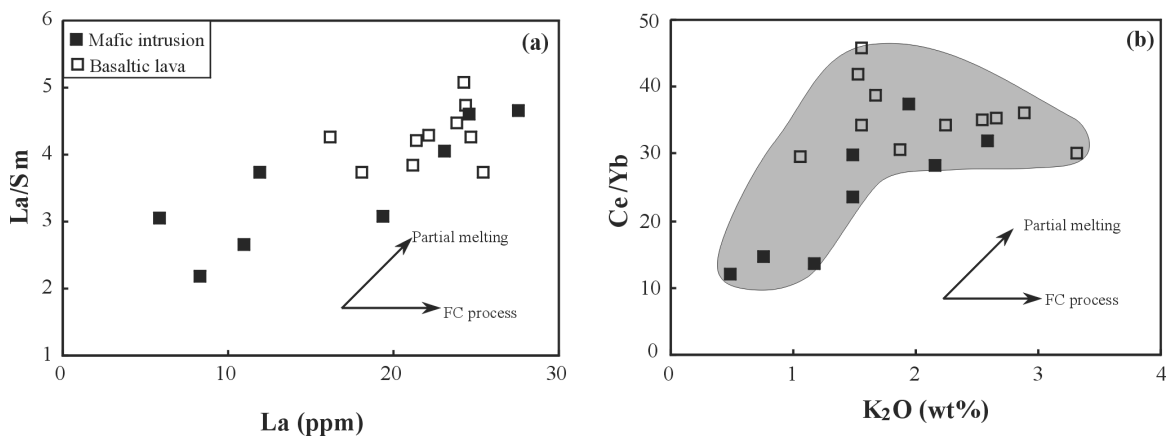 6
5
4
3
2
1
La/Sm
Mafic intrusion
Basaltic lava
(a)
Partial melting
FC process
0
10
20
30
La (ppm)
50
40
30
20
10
0
Ce/Yb
(b)
Partial melting
FC process
0
1
2
3
4
K₂O (wt%)